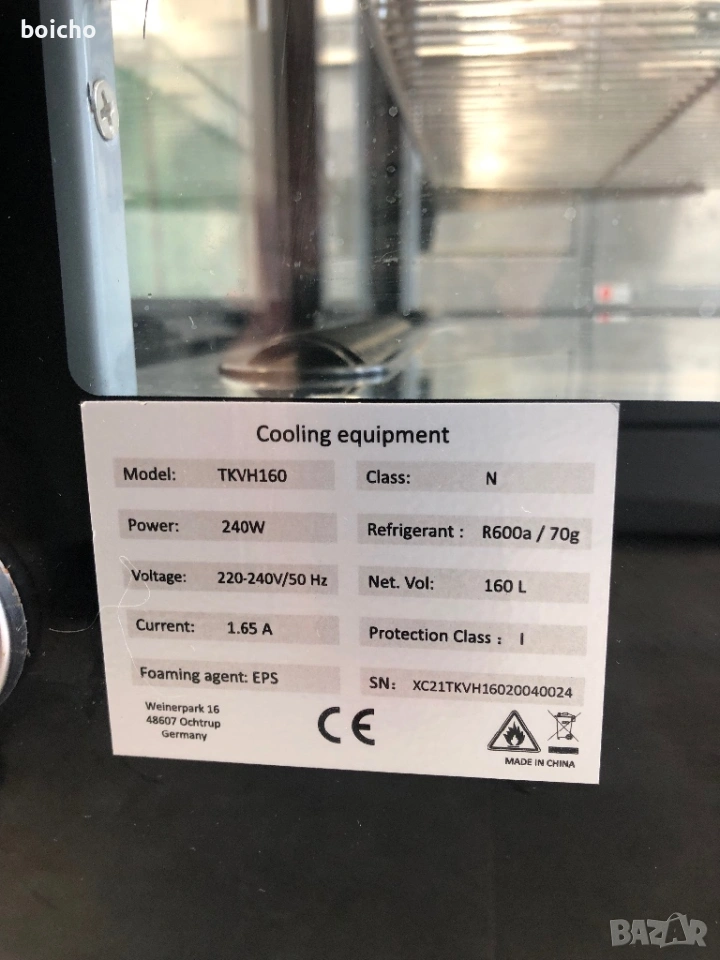 boicho
Cooling equipment
Model: TKVH160
Class: N
Power: 240W
Refrigerant : R600a / 70g
Voltage: 220-240V/50 Hz
Net. Vol: 160 L
Current: 1.65 A
Protection Class : I
Foaming agent: EPS
SN: XC21TKVH16020040024
Weinerpark 16
48607 Ochtrup
Germany
CE
MADE IN CHINA
BAZAR